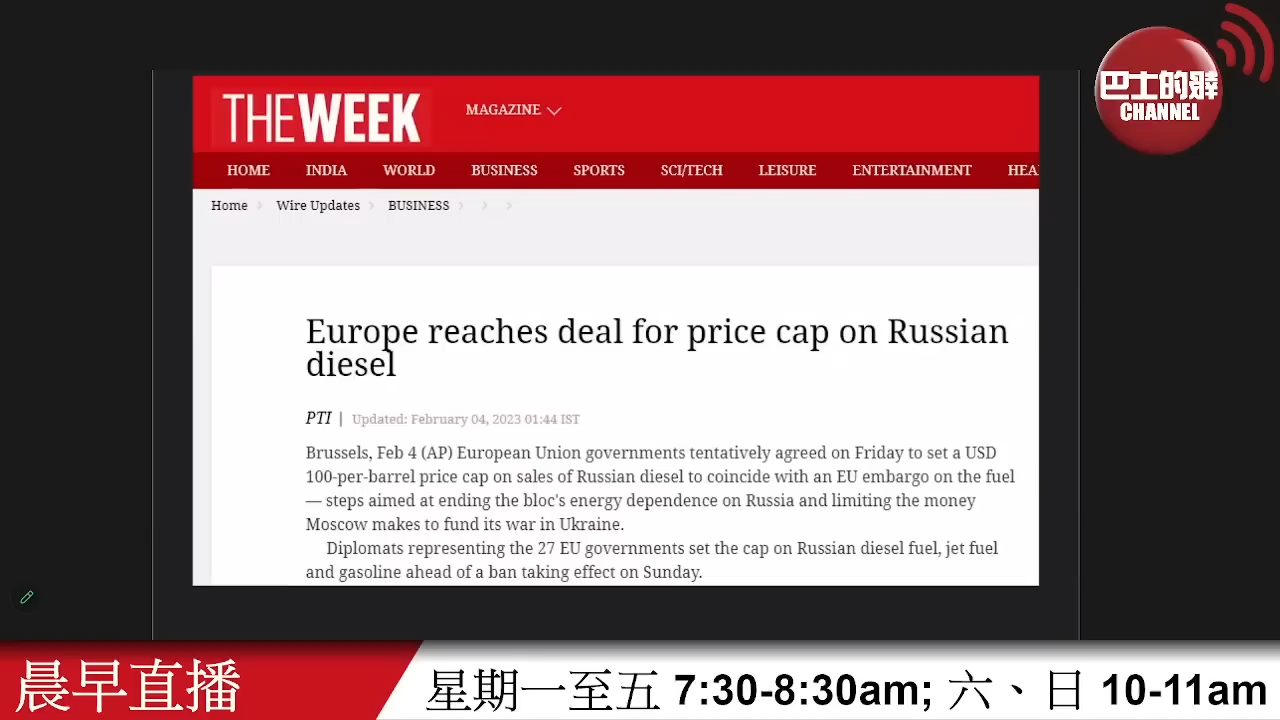 THEWEEK
MAGAZINE
巴士的報
CHANNEL
HOME INDIA WORLD BUSINESS SPORTS SCI/TECH LEISURE ENTERTAINMENT HEA
Home Wire Updates BUSINESS
Europe reaches deal for price cap on Russian
diesel
PTI | Updated: February 04, 2023 01:44 IST
Brussels, Feb 4 (AP) European Union governments tentatively agreed on Friday to set a USD
100-per-barrel price cap on sales of Russian diesel to coincide with an EU embargo on the fuel
— steps aimed at ending the bloc's energy dependence on Russia and limiting the money
Moscow makes to fund its war in Ukraine.
Diplomats representing the 27 EU governments set the cap on Russian diesel fuel, jet fuel
and gasoline ahead of a ban taking effect on Sunday.
晨早直播
星期一至五 7:30-8:30am; 六、日 10-11am